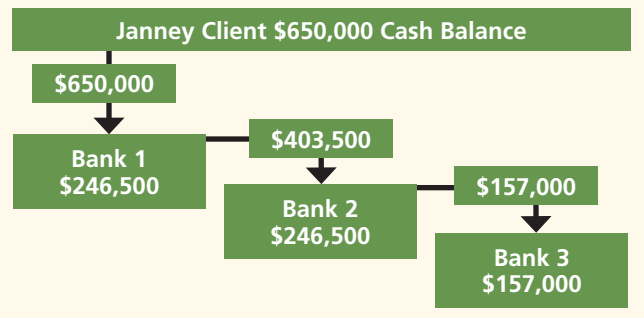 Janney Client $650,000 Cash Balance
$650,000
Bank 1
$246,500
$403,500
Bank 2
$246,500
$157,000
Bank 3
$157,000